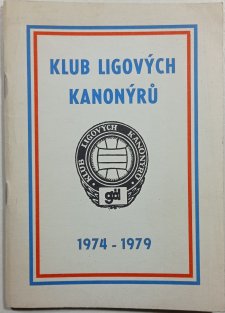 KLUB LIGOVÝCH
KANONÝRŮ
KLUB LIGOVÝCH KANONÝRŮ
gól
1974 - 1979